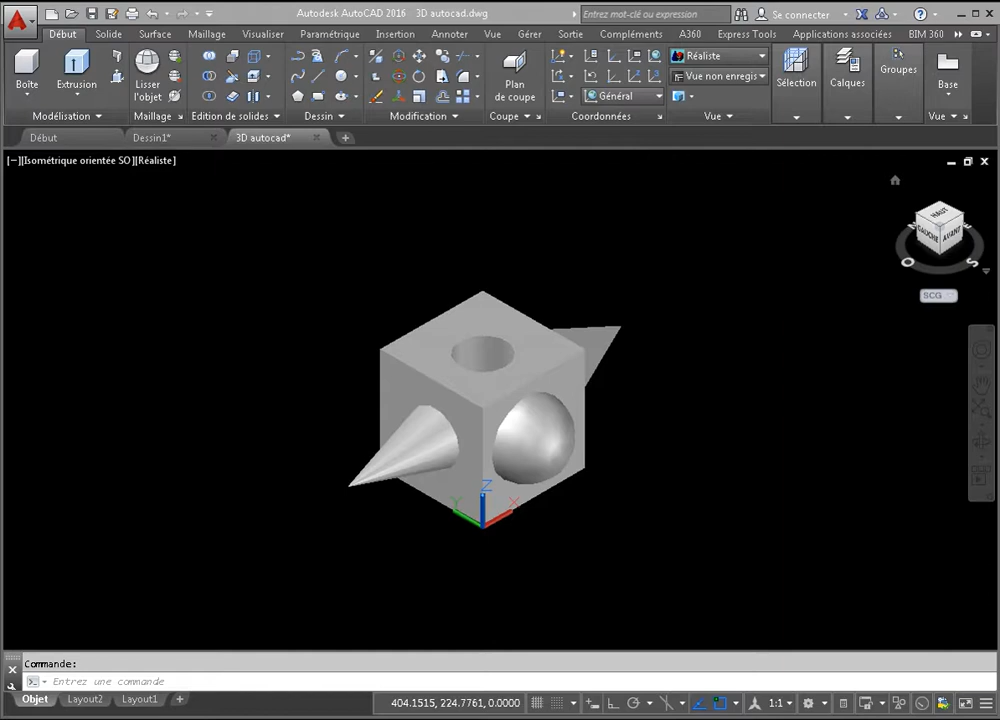 Autodesk AutoCAD 2016 3D autocad.dwg
Entrez mot-clé ou expression
Se connecter
Début Solide Surface Maillage Visualiser Paramétrique Insertion Annoter Vue Gérer Sortie Compléments A360 Express Tools Applications associées BIM 360
Boîte
Extrusion
Lisser
l'objet
Plan
de coupe
Réaliste
Vue non enregis
Général
Sélection
Calques
Groupes
Base
Modélisation Maillage Edition de solides Dessin Modification Coupe Coordonnées Vue Vue
Début Dessin1* 3D autocad*
[−][Isométrique orientée SO][Réaliste]
HAUT
GAUCHE AVANT
O S
SCG
Z
Y X
Commande:
Entrez une commande
Objet Layout2 Layout1
404.1515, 224.7761, 0.0000
1:1